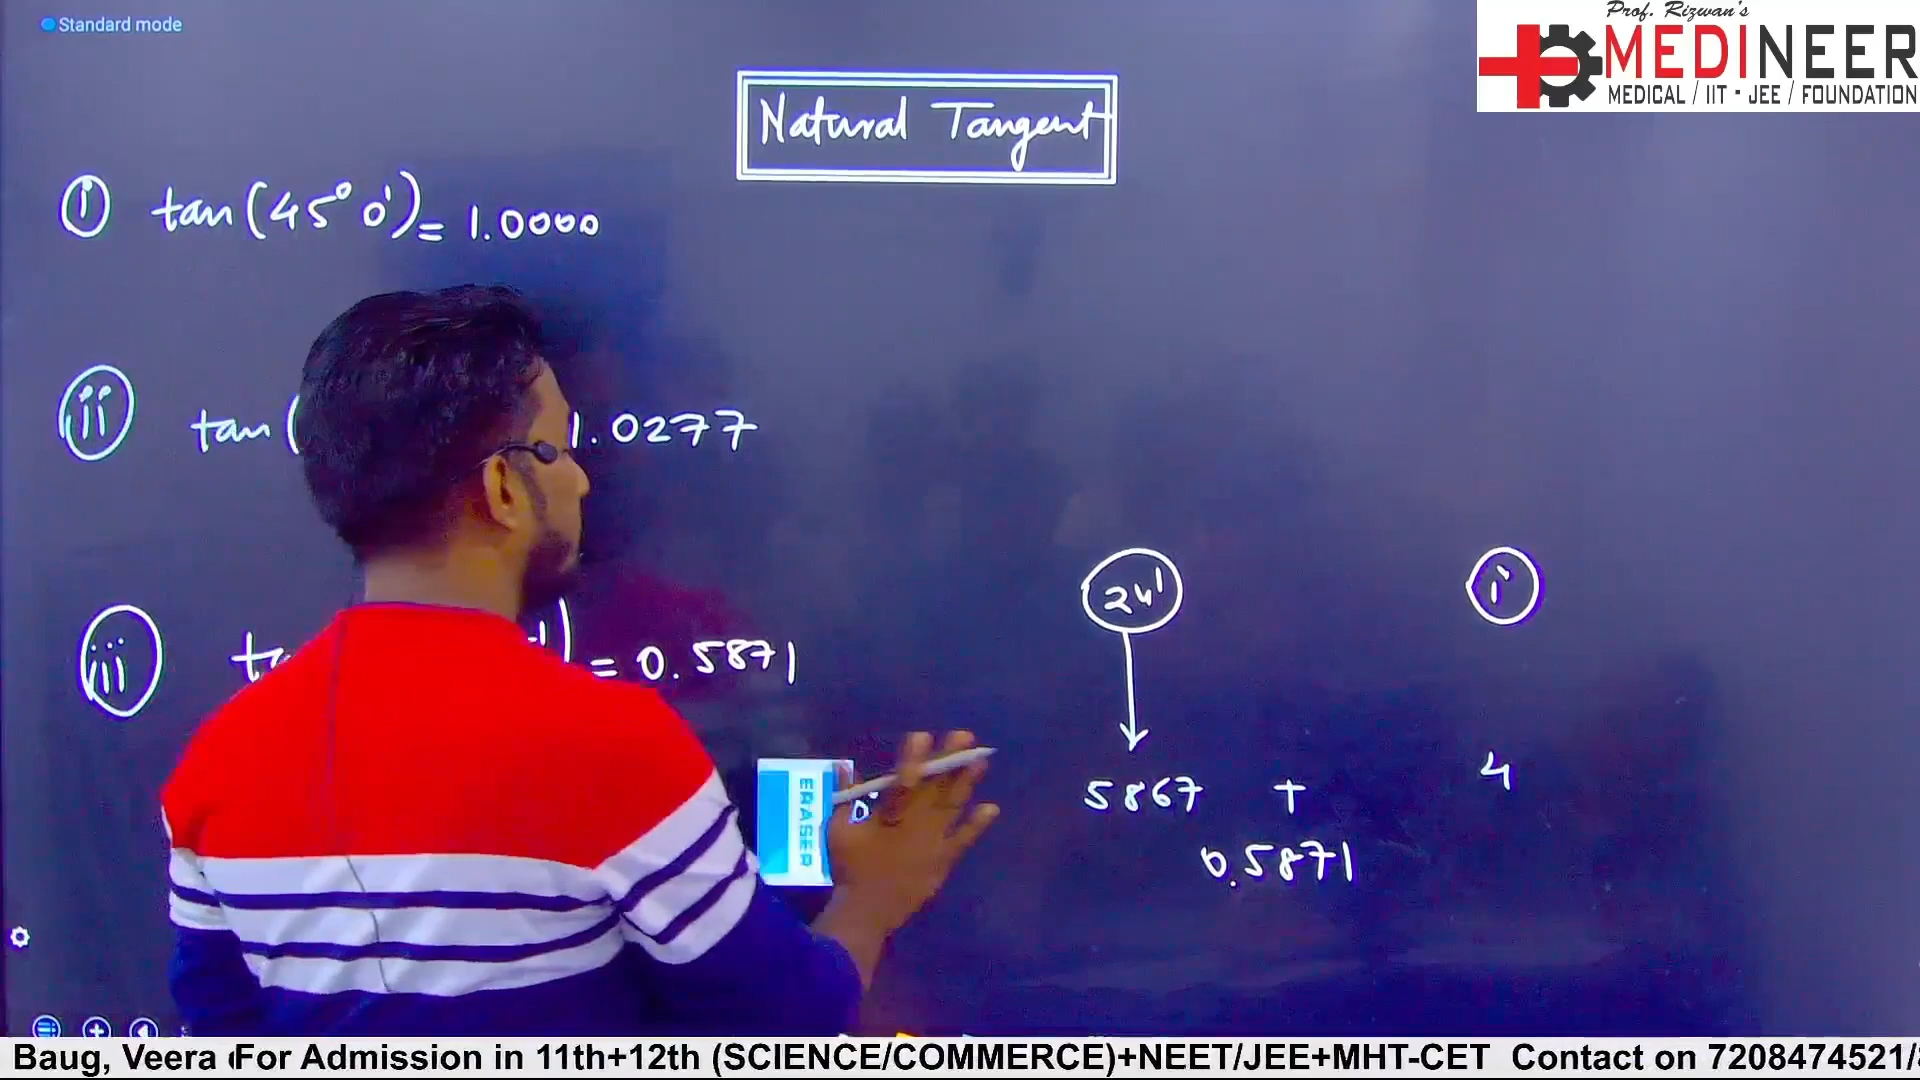 Standard mode
Prof. Rizwan's
MEDINEER
MEDICAL / IIT - JEE / FOUNDATION
Natural Tangent
i tan(45° 0') = 1.0000
ii tan( 1.0277
24' 1'
iii = 0.5871
5867 + 4
ERASER
0.5871
Baug, Veera For Admission in 11th+12th (SCIENCE/COMMERCE)+NEET/JEE+MHT-CET Contact on 7208474521/